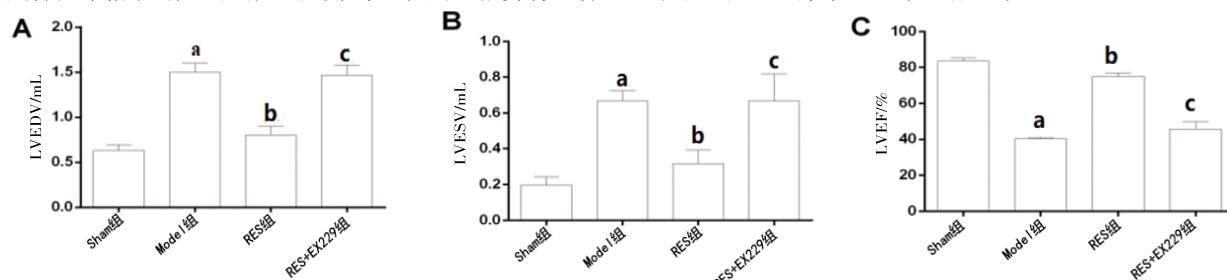 A
LVEDV/mL
2.0
1.5
1.0
0.5
0.0
a
b
c
Sham组
Model组
RES组
RES+EX229组
B
LVESV/mL
1.0
0.8
0.6
0.4
0.2
0.0
a
b
c
Sham组
Model组
RES组
RES+EX229组
C
LVEF/%
100
80
60
40
20
0
a
b
c
Sham组
Model组
RES组
RES+EX229组